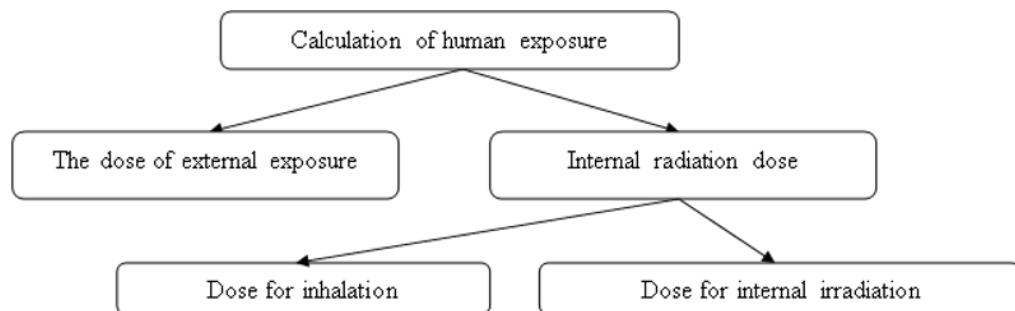 Calculation of human exposure
The dose of external exposure
Internal radiation dose
Dose for inhalation
Dose for internal irradiation